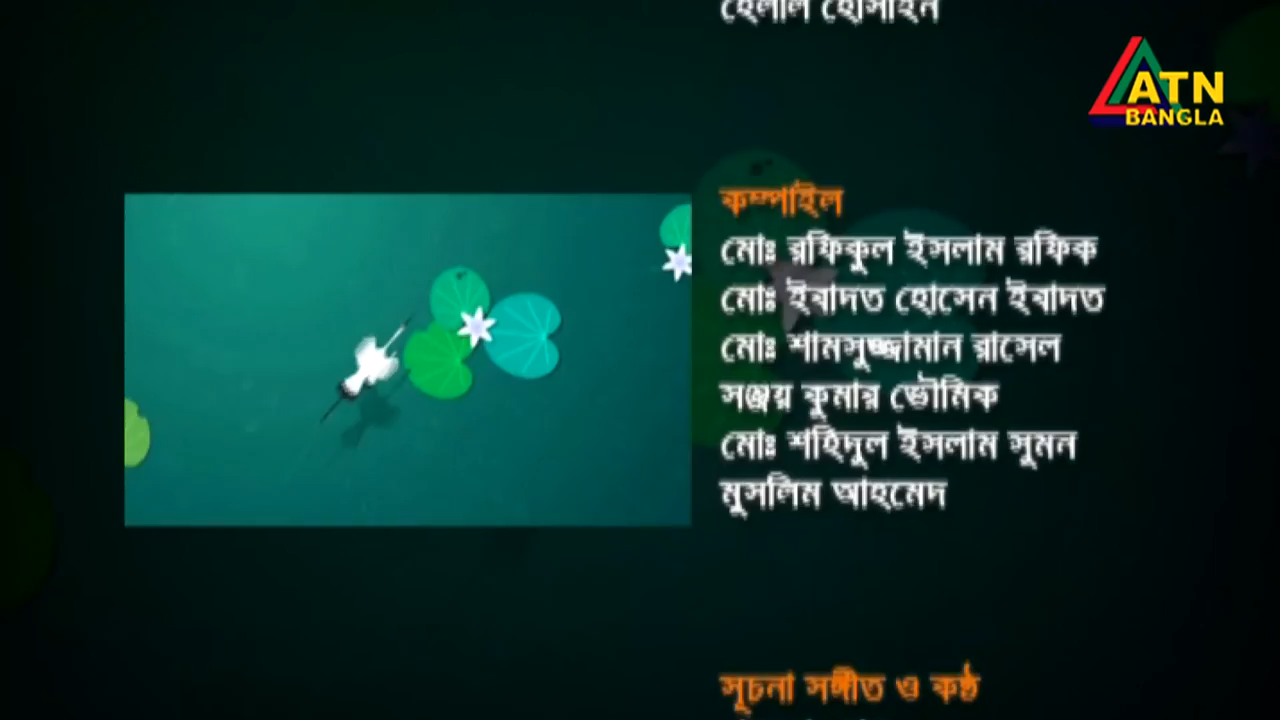 হেলাল হোসাইন
ATN
BANGLA
কম্পাইল
মোঃ রফিকুল ইসলাম রফিক
মোঃ ইবাদত হোসেন ইবাদত
মোঃ শামসুজ্জামান রাসেল
সঞ্জয় কুমার ভৌমিক
মোঃ শহিদুল ইসলাম সুমন
মুসলিম আহমেদ
সূচনা সঙ্গীত ও কণ্ঠ